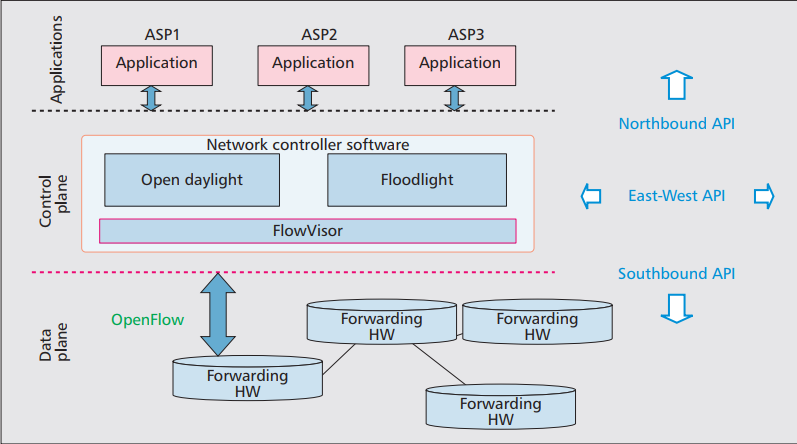 Applications
ASP1
ASP2
ASP3
Application
Application
Application
Northbound API
Control
plane
Network controller software
Open daylight
Floodlight
FlowVisor
East-West API
Southbound API
Data
plane
OpenFlow
Forwarding
HW
Forwarding
HW
Forwarding
HW
Forwarding
HW